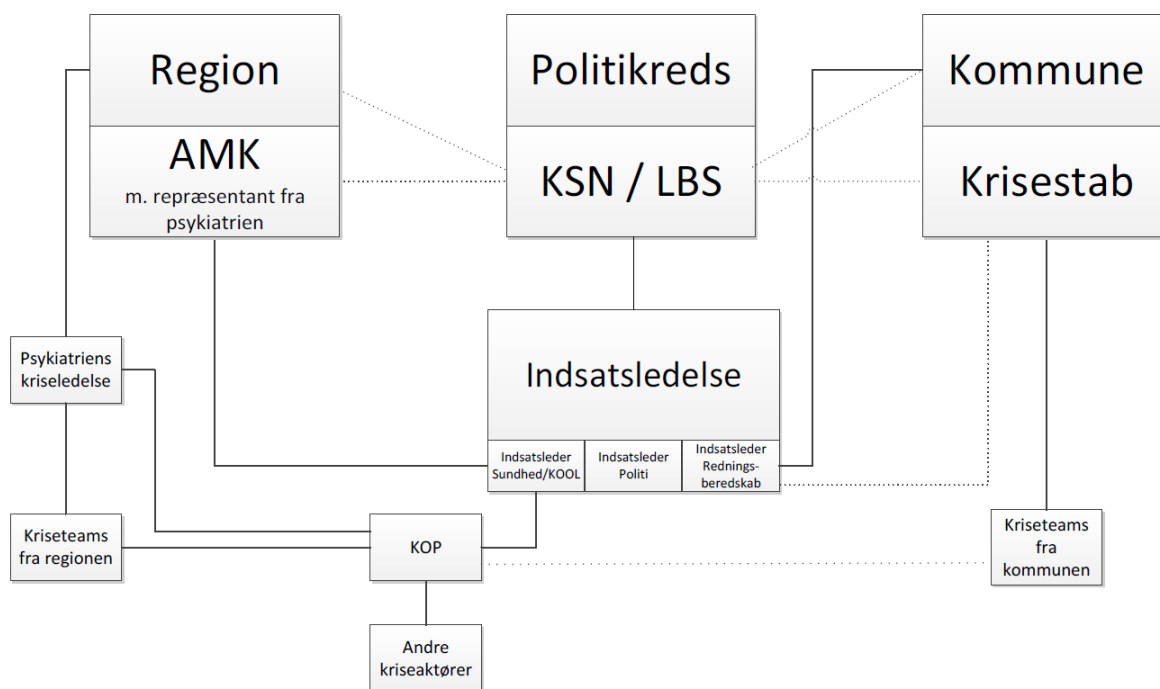 Region
Politikreds
Kommune
AMK
m. repræsentant fra
psykiatrien
KSN / LBS
Krisestab
Psykiatriens
kriseledelse
Indsatsledelse
Indsatsleder
Sundhed/KOOL
Indsatsleder
Politi
Indsatsleder
Rednings-
beredskab
Kriseteams
fra regionen
KOP
Kriseteams
fra
kommunen
Andre
kriseaktører